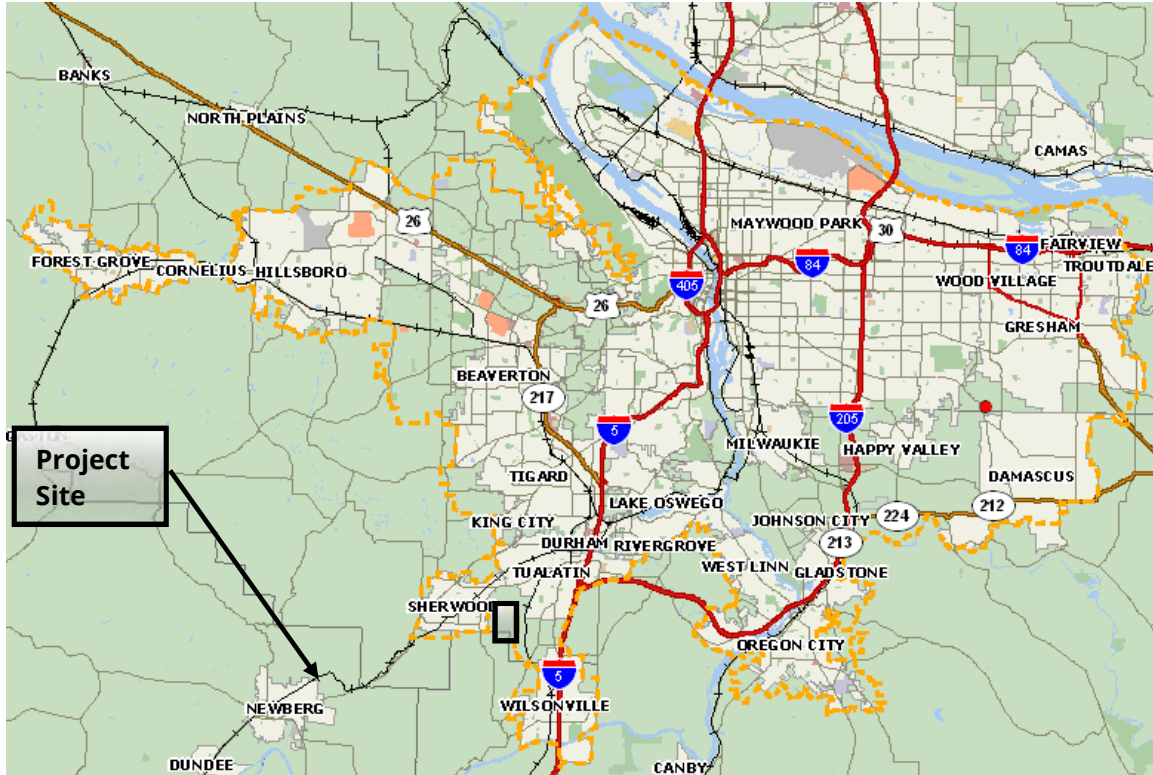 BANKS
NORTH PLAINS
CAMAS
26
MAYWOOD PARK
30
FOREST GROVE
CORNELIUS
HILLSBORO
84
84
FAIRVIEW
TROUTDALE
WOOD VILLAGE
405
26
GRESHAM
BEAVERTON
217
5
205
MILWAUKIE
HAPPY VALLEY
Project
Site
TIGARD
DAMASCUS
LAKE OSWEGO
212
KING CITY
JOHNSON CITY
224
DURHAM
RIVERGROVE
213
TUALATIN
WEST LINN
GLADSTONE
SHERWOOD
OREGON CITY
5
NEWBERG
WILSONVILLE
DUNDEE
CANBY